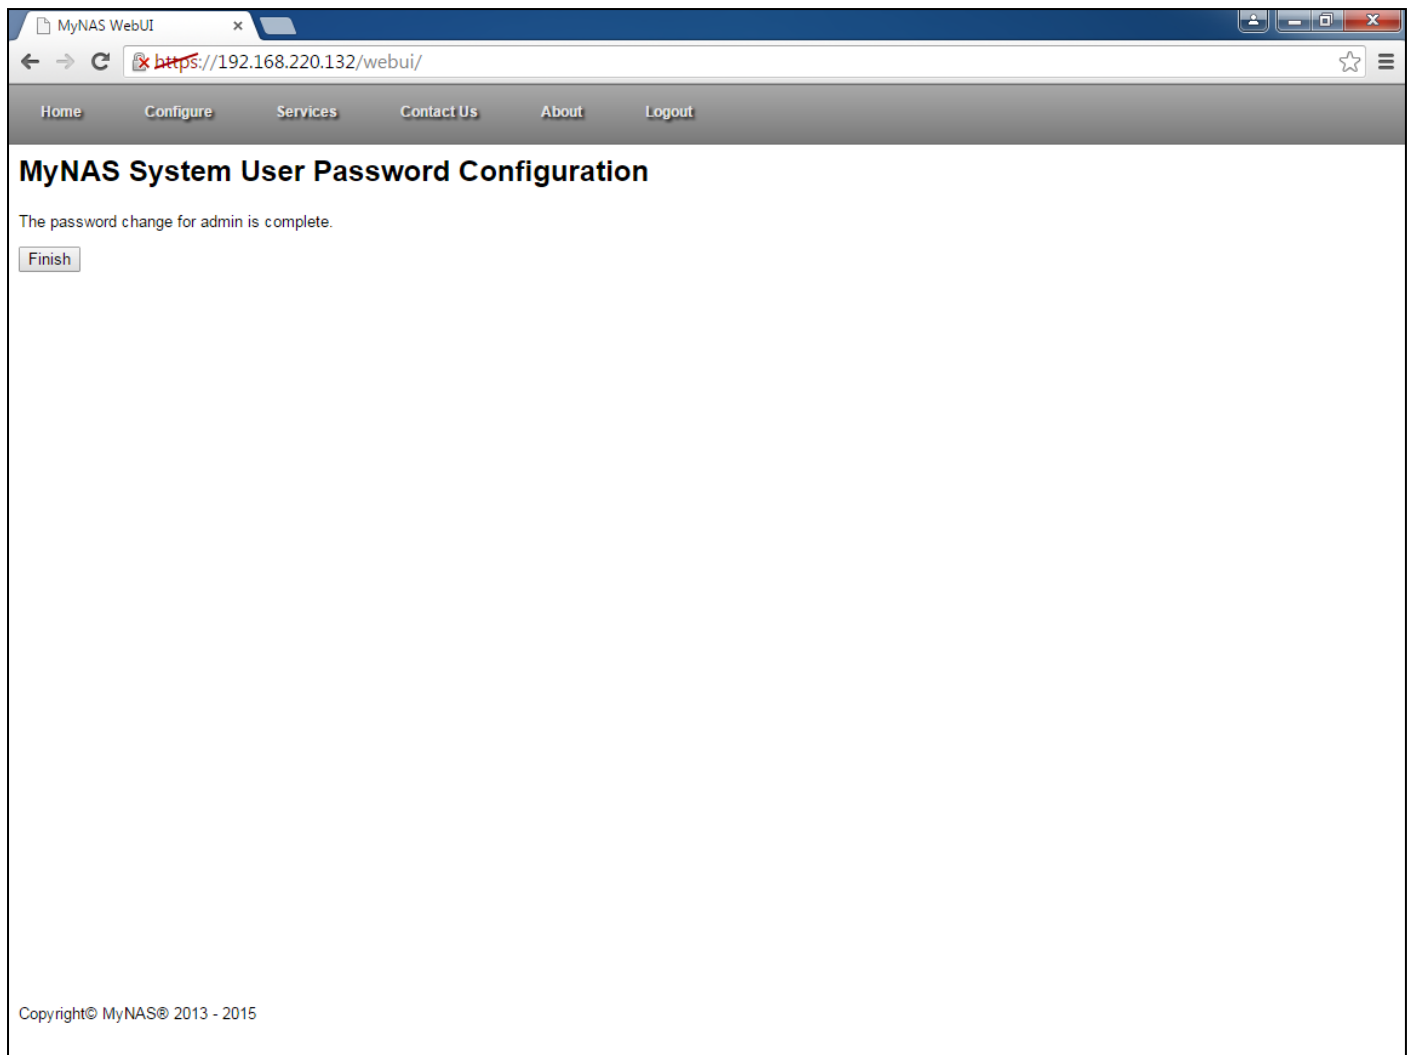 MyNAS WebUI
https://192.168.220.132/webui/
Home Configure Services Contact Us About Logout
MyNAS System User Password Configuration
The password change for admin is complete.
Finish
Copyright© MyNAS® 2013 - 2015